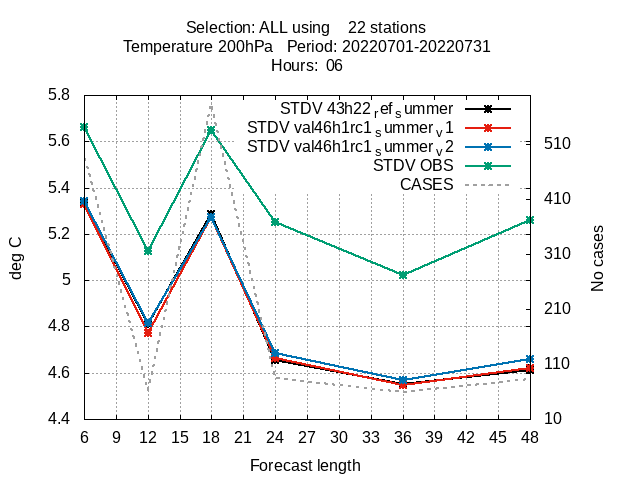 Selection: ALL using 22 stations
Temperature 200hPa Period: 20220701-20220731
Hours: 06
STDV 43h22refsummer
STDV val46h1rc1summerv1
STDV val46h1rc1summerv2
STDV OBS
CASES
5.8
5.6
5.4
5.2
5
4.8
4.6
4.4
deg C
510
410
310
210
110
10
No cases
6 9 12 15 18 21 24 27 30 33 36 39 42 45 48
Forecast length